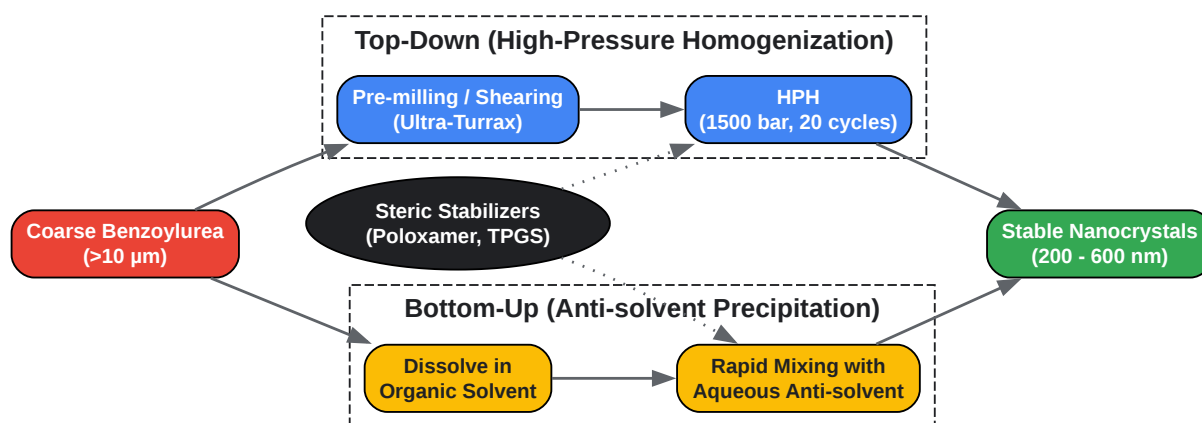 Top-Down (High-Pressure Homogenization)
Pre-milling / Shearing
(Ultra-Turrax)
HPH
(1500 bar, 20 cycles)
Steric Stabilizers
(Poloxamer, TPGS)
Coarse Benzoylurea
(>10 µm)
Stable Nanocrystals
(200 - 600 nm)
Bottom-Up (Anti-solvent Precipitation)
Dissolve in
Organic Solvent
Rapid Mixing with
Aqueous Anti-solvent